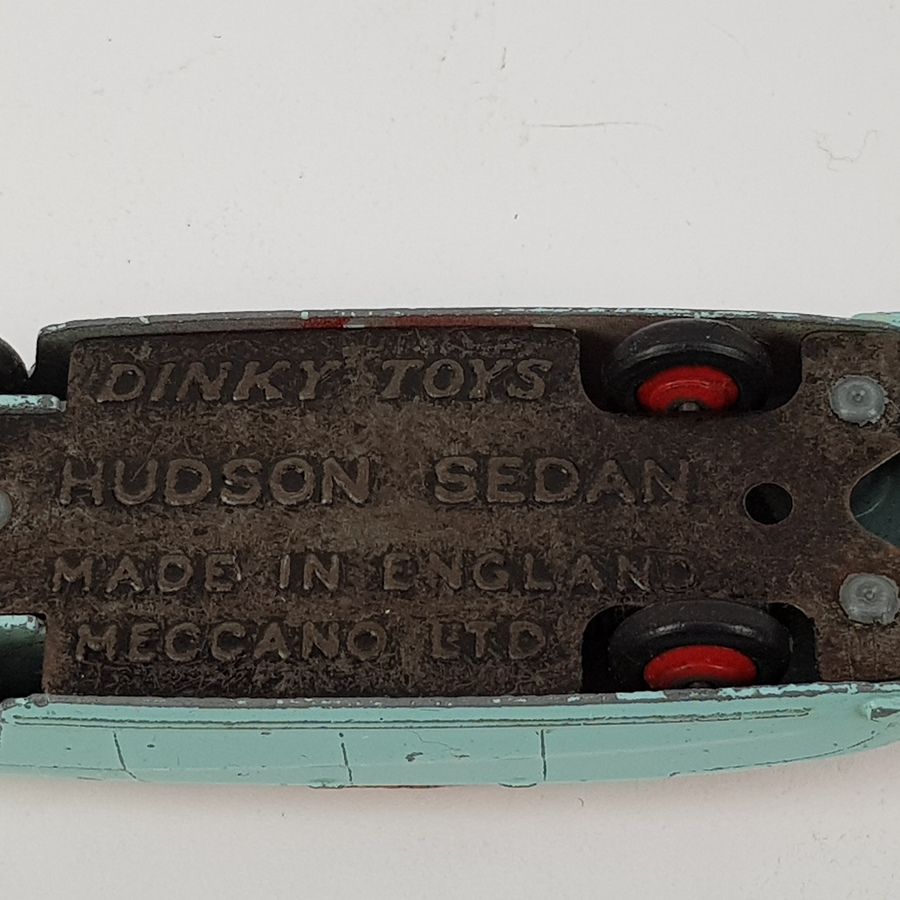 DINKY TOYS
HUDSON SEDAN
MADE IN ENGLAND
MECCANO LTD